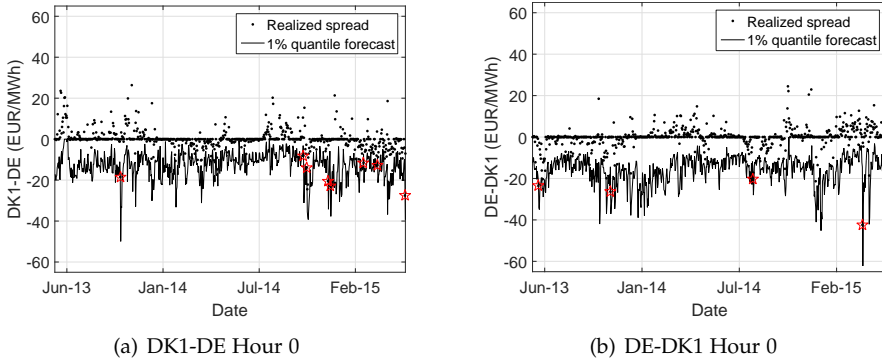 60
40
20
0
-20
-40
-60
DK1-DE (EUR/MWh)
Realized spread
1% quantile forecast
Jun-13
Jan-14
Jul-14
Feb-15
Date
(a) DK1-DE Hour 0
60
40
20
0
-20
-40
-60
DE-DK1 (EUR/MWh)
Realized spread
1% quantile forecast
Jun-13
Jan-14
Jul-14
Feb-15
Date
(b) DE-DK1 Hour 0